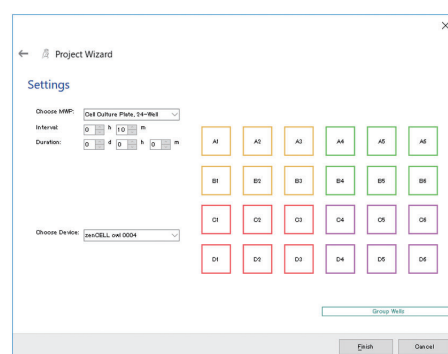 Project Wizard
Settings
Choose MWP: Cell Culture Plate, 24-Well
Interval: 0 h 10 m
Duration: 0 d 0 h 0 m
A1 A2 A3 A4 A5 A6
B1 B2 B3 B4 B5 B6
C1 C2 C3 C4 C5 C6
Choose Device: zenCELL owl 0004
D1 D2 D3 D4 D5 D6
Group Wells
Finish Cancel